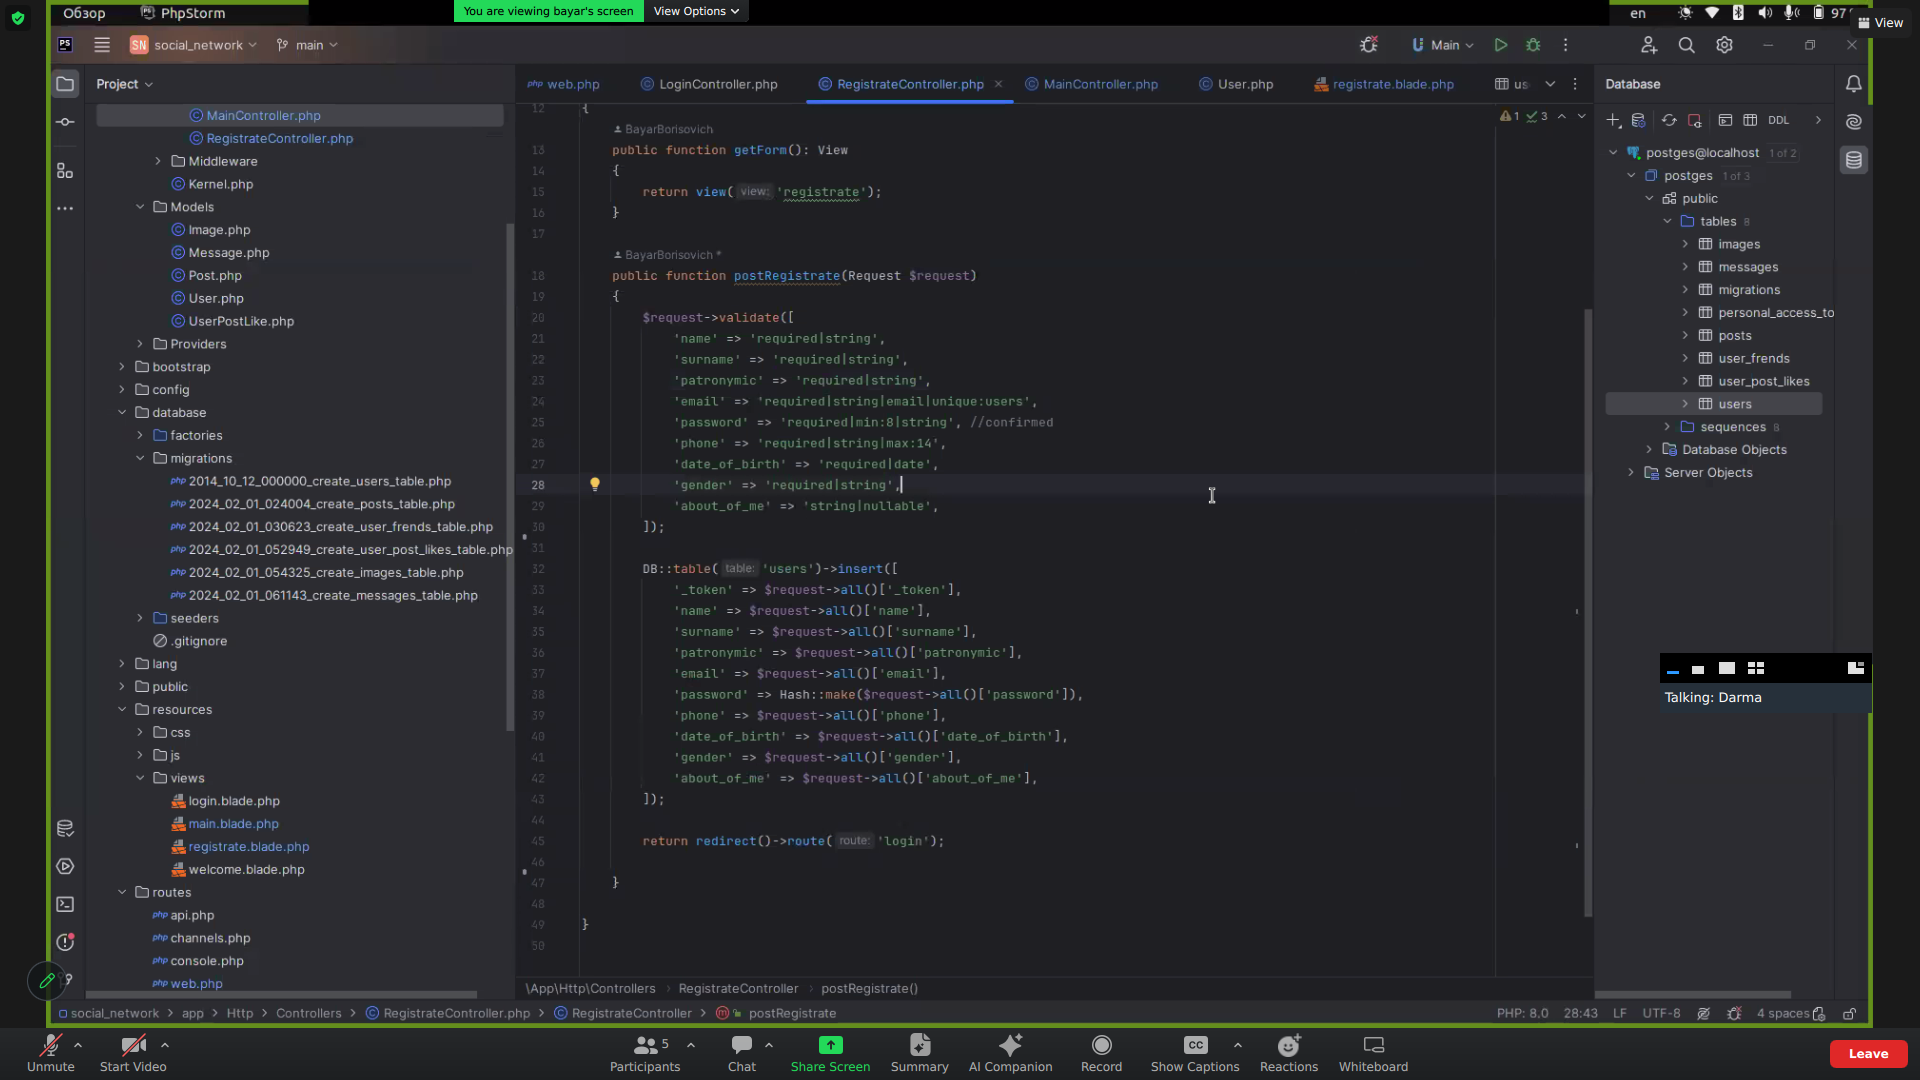 Обзор
PhpStorm
You are viewing bayar's screen
View Options
en
97
View
PS
SN
social_network
main
Main
Project
php web.php
LoginController.php
RegistrateController.php
MainController.php
User.php
registrate.blade.php
us
Database
MainController.php
RegistrateController.php
Middleware
Kernel.php
Models
Image.php
Message.php
Post.php
User.php
UserPostLike.php
Providers
bootstrap
config
database
factories
migrations
php 2014_10_12_000000_create_users_table.php
php 2024_02_01_024004_create_posts_table.php
php 2024_02_01_030623_create_user_frends_table.php
php 2024_02_01_052949_create_user_post_likes_table.php
php 2024_02_01_054325_create_images_table.php
php 2024_02_01_061143_create_messages_table.php
seeders
.gitignore
lang
public
resources
css
js
views
login.blade.php
main.blade.php
registrate.blade.php
welcome.blade.php
routes
php api.php
php channels.php
php console.php
php web.php
1 3
12 {
BayarBorisovich
13 public function getForm(): View
14 {
15 return view( view: 'registrate');
16 }
17
BayarBorisovich *
18 public function postRegistrate(Request $request)
19 {
20 $request->validate([
21 'name' => 'required|string',
22 'surname' => 'required|string',
23 'patronymic' => 'required|string',
24 'email' => 'required|string|email|unique:users',
25 'password' => 'required|min:8|string', //confirmed
26 'phone' => 'required|string|max:14',
27 'date_of_birth' => 'required|date',
28 'gender' => 'required|string',
29 'about_of_me' => 'string|nullable',
30 ]);
31
32 DB::table( table: 'users')->insert([
33 '_token' => $request->all()['_token'],
34 'name' => $request->all()['name'],
35 'surname' => $request->all()['surname'],
36 'patronymic' => $request->all()['patronymic'],
37 'email' => $request->all()['email'],
38 'password' => Hash::make($request->all()['password']),
39 'phone' => $request->all()['phone'],
40 'date_of_birth' => $request->all()['date_of_birth'],
41 'gender' => $request->all()['gender'],
42 'about_of_me' => $request->all()['about_of_me'],
43 ]);
44
45 return redirect()->route( route: 'login');
46
47 }
48
49 }
50
DDL
postges@localhost 1 of 2
postges 1 of 3
public
tables 8
images
messages
migrations
personal_access_to
posts
user_frends
user_post_likes
users
sequences 8
Database Objects
Server Objects
Talking: Darma
\App\Http\Controllers
RegistrateController
postRegistrate()
social_network
app
Http
Controllers
RegistrateController.php
RegistrateController
postRegistrate
PHP: 8.0
28:43
LF
UTF-8
4 spaces
Unmute
Start Video
5
Participants
Chat
Share Screen
Summary
AI Companion
Record
CC
Show Captions
Reactions
Whiteboard
Leave